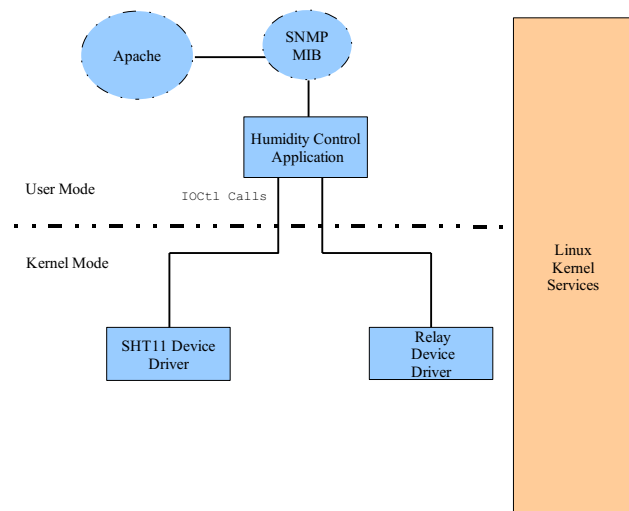 Apache
SNMP
MIB
Humidity Control
Application
User Mode
IOCtl Calls
Kernel Mode
Linux
Kernel
Services
SHT11 Device
Driver
Relay
Device
Driver